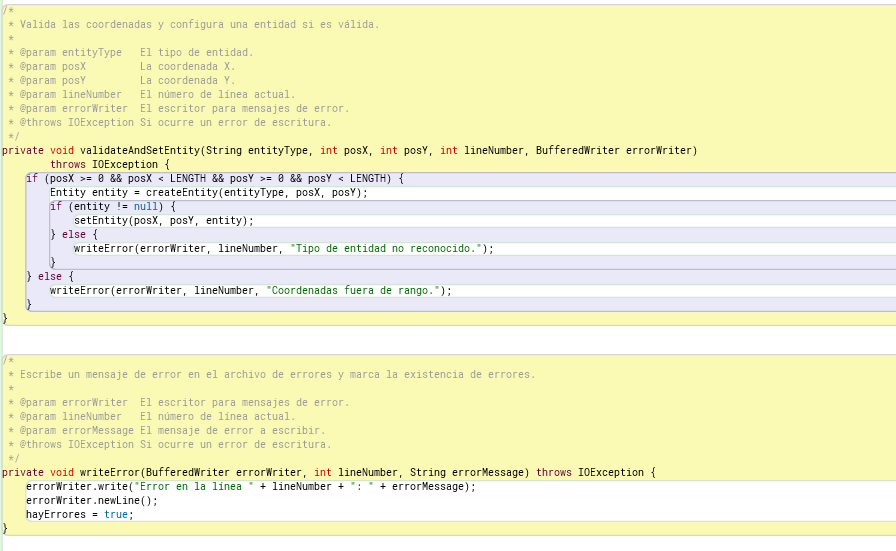 /*
 * Valida las coordenadas y configura una entidad si es válida.
 *
 * @param entityType   El tipo de entidad.
 * @param posX         La coordenada X.
 * @param posY         La coordenada Y.
 * @param lineNumber   El número de línea actual.
 * @param errorWriter  El escritor para mensajes de error.
 * @throws IOException Si ocurre un error de escritura.
 */
private void validateAndSetEntity(String entityType, int posX, int posY, int lineNumber, BufferedWriter errorWriter)
        throws IOException {
    if (posX >= 0 && posX < LENGTH && posY >= 0 && posY < LENGTH) {
        Entity entity = createEntity(entityType, posX, posY);
        if (entity != null) {
            setEntity(posX, posY, entity);
        } else {
            writeError(errorWriter, lineNumber, "Tipo de entidad no reconocido.");
        }
    } else {
        writeError(errorWriter, lineNumber, "Coordenadas fuera de rango.");
    }
}
/*
 * Escribe un mensaje de error en el archivo de errores y marca la existencia de errores.
 *
 * @param errorWriter  El escritor para mensajes de error.
 * @param lineNumber   El número de línea actual.
 * @param errorMessage El mensaje de error a escribir.
 * @throws IOException Si ocurre un error de escritura.
 */
private void writeError(BufferedWriter errorWriter, int lineNumber, String errorMessage) throws IOException {
    errorWriter.write("Error en la línea " + lineNumber + ": " + errorMessage);
    errorWriter.newLine();
    hayErrores = true;
}